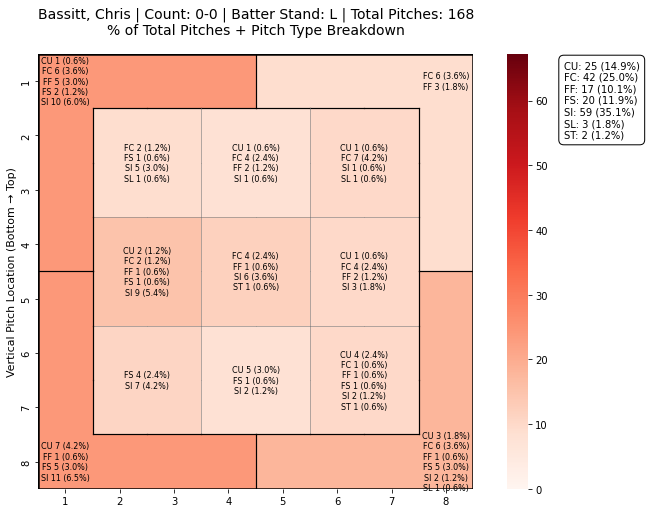 Bassitt, Chris | Count: 0-0 | Batter Stand: L | Total Pitches: 168
% of Total Pitches + Pitch Type Breakdown
CU 1 (0.6%)
FC 6 (3.6%)
FF 5 (3.0%)
FS 2 (1.2%)
SI 10 (6.0%)
FC 6 (3.6%)
FF 3 (1.8%)
FC 2 (1.2%)
FS 1 (0.6%)
SI 5 (3.0%)
SL 1 (0.6%)
CU 1 (0.6%)
FC 4 (2.4%)
FF 2 (1.2%)
SI 1 (0.6%)
CU 1 (0.6%)
FC 7 (4.2%)
SI 1 (0.6%)
SL 1 (0.6%)
CU 2 (1.2%)
FC 2 (1.2%)
FF 1 (0.6%)
FS 1 (0.6%)
SI 9 (5.4%)
FC 4 (2.4%)
FF 1 (0.6%)
SI 6 (3.6%)
ST 1 (0.6%)
CU 1 (0.6%)
FC 4 (2.4%)
FF 2 (1.2%)
SI 3 (1.8%)
FS 4 (2.4%)
SI 7 (4.2%)
CU 5 (3.0%)
FS 1 (0.6%)
SI 2 (1.2%)
CU 4 (2.4%)
FC 1 (0.6%)
FF 1 (0.6%)
FS 1 (0.6%)
SI 2 (1.2%)
ST 1 (0.6%)
CU 7 (4.2%)
FF 1 (0.6%)
FS 5 (3.0%)
SI 11 (6.5%)
CU 3 (1.8%)
FC 6 (3.6%)
FF 1 (0.6%)
FS 5 (3.0%)
SI 2 (1.2%)
SL 1 (0.6%)
Vertical Pitch Location (Bottom → Top)
1
2
3
4
5
6
7
8
1
2
3
4
5
6
7
8
60
50
40
30
20
10
0
CU: 25 (14.9%)
FC: 42 (25.0%)
FF: 17 (10.1%)
FS: 20 (11.9%)
SI: 59 (35.1%)
SL: 3 (1.8%)
ST: 2 (1.2%)